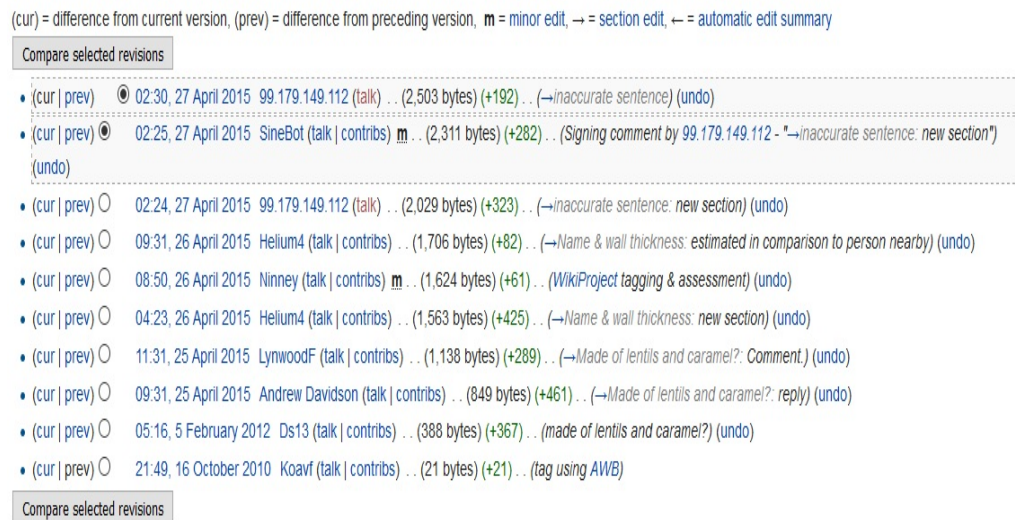 (cur) = difference from current version, (prev) = difference from preceding version, m = minor edit, → = section edit, ← = automatic edit summary
Compare selected revisions
(cur | prev) 02:30, 27 April 2015 99.179.149.112 (talk) . . (2,503 bytes) (+192) . . (→inaccurate sentence) (undo)
(cur | prev) 02:25, 27 April 2015 SineBot (talk | contribs) m . . (2,311 bytes) (+282) . . (Signing comment by 99.179.149.112 - "→inaccurate sentence: new section")
(undo)
(cur | prev) 02:24, 27 April 2015 99.179.149.112 (talk) . . (2,029 bytes) (+323) . . (→inaccurate sentence: new section) (undo)
(cur | prev) 09:31, 26 April 2015 Helium4 (talk | contribs) . . (1,706 bytes) (+82) . . (→Name & wall thickness: estimated in comparison to person nearby) (undo)
(cur | prev) 08:50, 26 April 2015 Ninney (talk | contribs) m . . (1,624 bytes) (+61) . . (WikiProject tagging & assessment) (undo)
(cur | prev) 04:23, 26 April 2015 Helium4 (talk | contribs) . . (1,563 bytes) (+425) . . (→Name & wall thickness: new section) (undo)
(cur | prev) 11:31, 25 April 2015 LynwoodF (talk | contribs) . . (1,138 bytes) (+289) . . (→Made of lentils and caramel?: Comment.) (undo)
(cur | prev) 09:31, 25 April 2015 Andrew Davidson (talk | contribs) . . (849 bytes) (+461) . . (→Made of lentils and caramel?: reply) (undo)
(cur | prev) 05:16, 5 February 2012 Ds13 (talk | contribs) . . (388 bytes) (+367) . . (made of lentils and caramel?) (undo)
(cur | prev) 21:49, 16 October 2010 Koavf (talk | contribs) . . (21 bytes) (+21) . . (tag using AWB)
Compare selected revisions